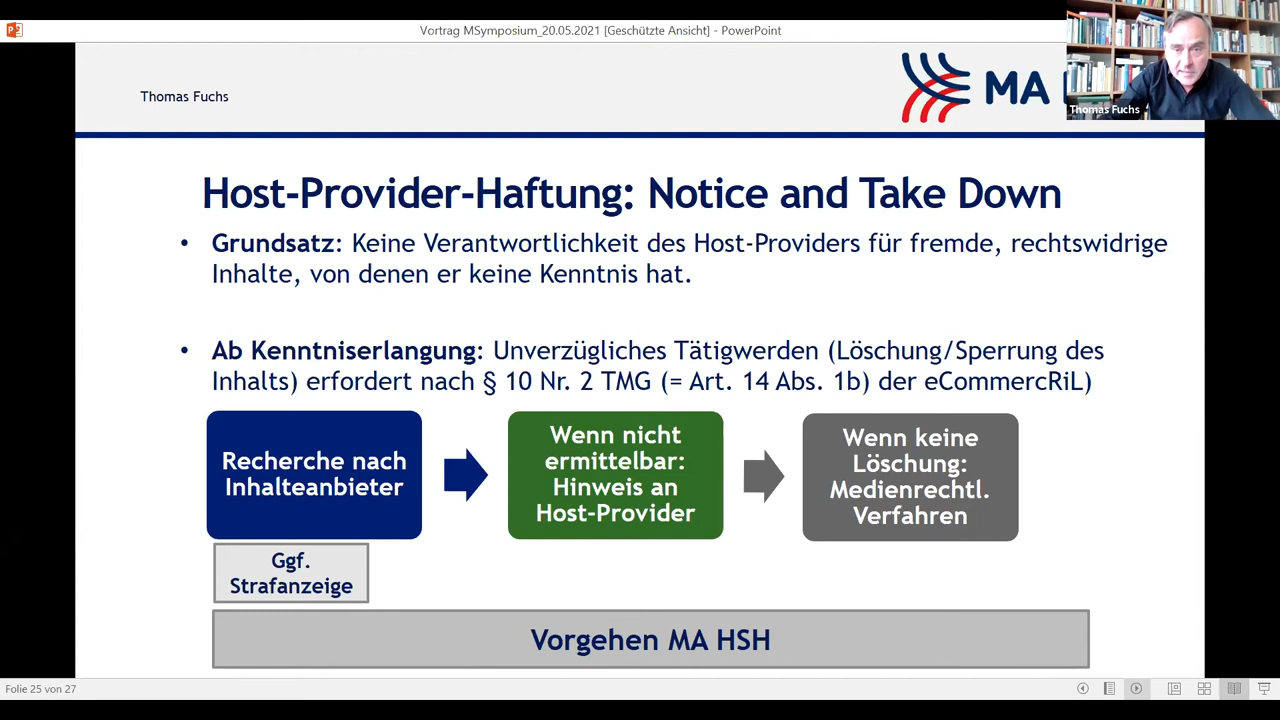 Vortrag MSymposium_20.05.2021 [Geschützte Ansicht] - PowerPoint
Thomas Fuchs
MA
Thomas Fuchs
Host-Provider-Haftung: Notice and Take Down
• Grundsatz: Keine Verantwortlichkeit des Host-Providers für fremde, rechtswidrige
Inhalte, von denen er keine Kenntnis hat.
• Ab Kenntniserlangung: Unverzügliches Tätigwerden (Löschung/Sperrung des
Inhalts) erfordert nach § 10 Nr. 2 TMG (= Art. 14 Abs. 1b) der eCommercRiL)
Recherche nach
Inhalteanbieter
Wenn nicht
ermittelbar:
Hinweis an
Host-Provider
Wenn keine
Löschung:
Medienrechtl.
Verfahren
Ggf.
Strafanzeige
Vorgehen MA HSH
Folie 25 von 27